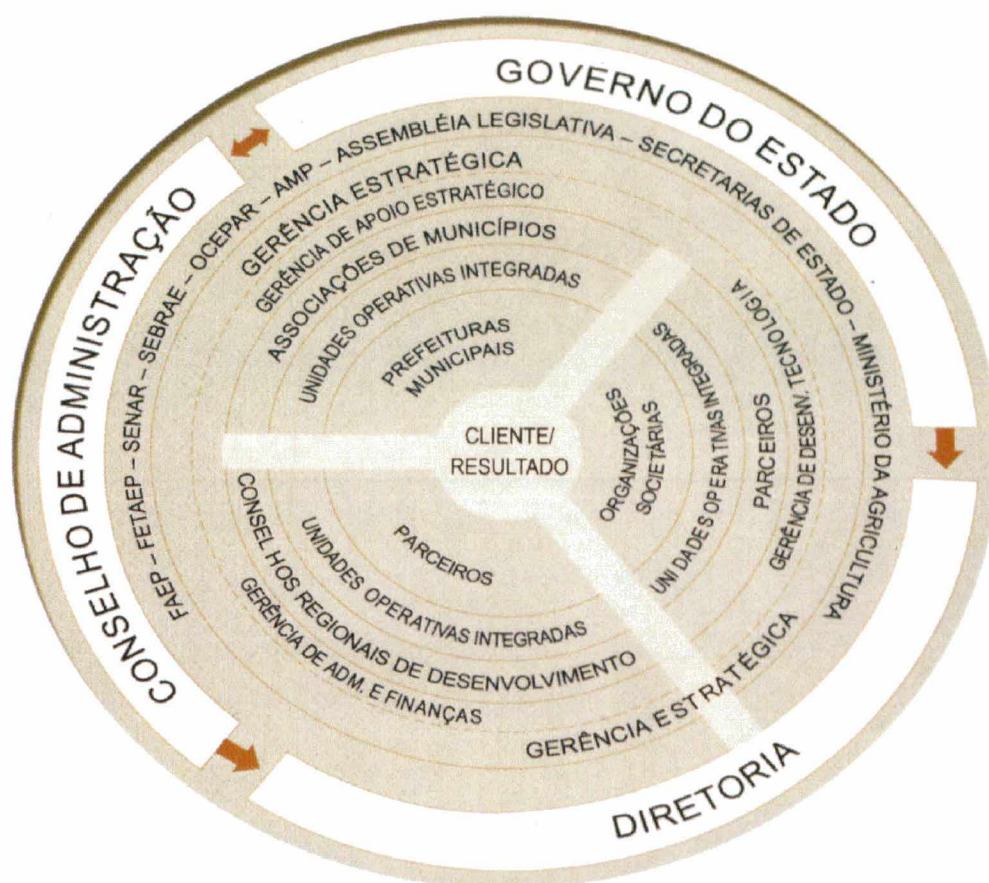 GOVERNO DO ESTADO
CONSELHO DE ADMINISTRAÇÃO
DIRETORIA
FAEP – FETAEP – SENAR – SEBRAE – OCEPAR – AMP – ASSEMBLÉIA LEGISLATIVA – SECRETARIAS DE ESTADO – MINISTÉRIO DA AGRICULTURA
GERÊNCIA ESTRATÉGICA
GERÊNCIA DE APOIO ESTRATÉGICO
ASSOCIAÇÕES DE MUNICÍPIOS
UNIDADES OPERATIVAS INTEGRADAS
PREFEITURAS
MUNICIPAIS
CLIENTE/
RESULTADO
ORGANIZAÇÕES
SOCIETÁRIAS
UNIDADES OPERATIVAS INTEGRADAS
PARCEIROS
GERÊNCIA DE DESENV. TECNOLOGIA
PARCEIROS
UNIDADES OPERATIVAS INTEGRADAS
CONSELHOS REGIONAIS DE DESENVOLVIMENTO
GERÊNCIA DE ADM. E FINANÇAS
GERÊNCIA ESTRATÉGICA